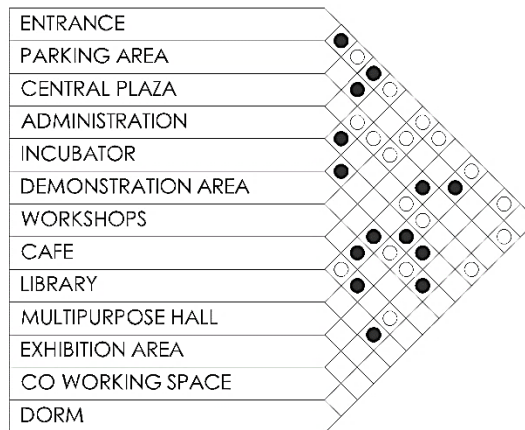 ENTRANCE
PARKING AREA
CENTRAL PLAZA
ADMINISTRATION
INCUBATOR
DEMONSTRATION AREA
WORKSHOPS
CAFE
LIBRARY
MULTIPURPOSE HALL
EXHIBITION AREA
CO WORKING SPACE
DORM